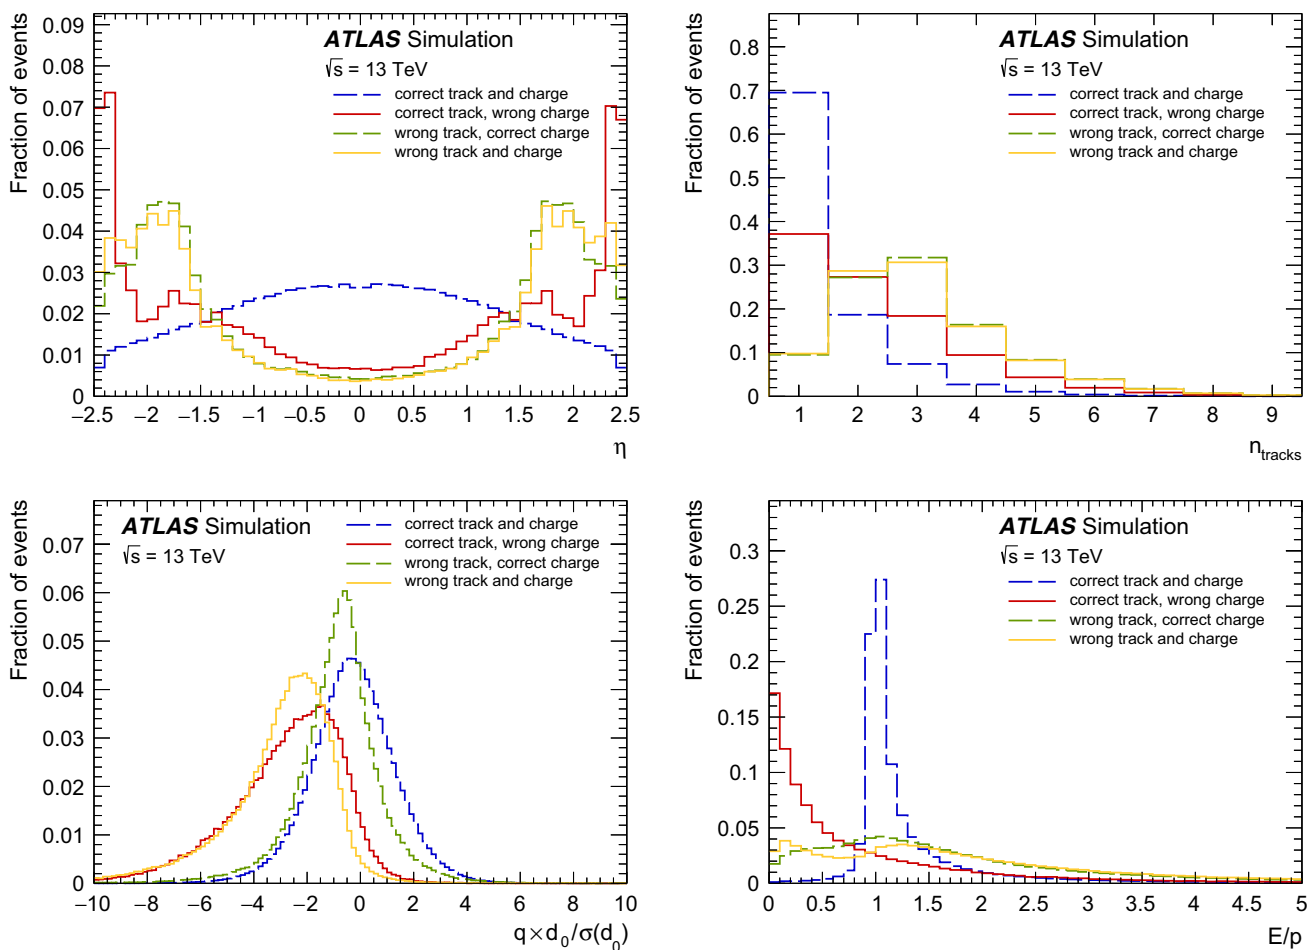 Fraction of events
0.09
0.08
0.07
0.06
0.05
0.04
0.03
0.02
0.01
0
ATLAS Simulation
√s = 13 TeV
correct track and charge
correct track, wrong charge
wrong track, correct charge
wrong track and charge
−2.5 −2 −1.5 −1 −0.5 0 0.5 1 1.5 2 2.5
η
Fraction of events
0.8
0.7
0.6
0.5
0.4
0.3
0.2
0.1
0
ATLAS Simulation
√s = 13 TeV
correct track and charge
correct track, wrong charge
wrong track, correct charge
wrong track and charge
1 2 3 4 5 6 7 8 9
n_tracks
Fraction of events
0.07
0.06
0.05
0.04
0.03
0.02
0.01
0
ATLAS Simulation
√s = 13 TeV
correct track and charge
correct track, wrong charge
wrong track, correct charge
wrong track and charge
−10 −8 −6 −4 −2 0 2 4 6 8 10
q×d₀/σ(d₀)
Fraction of events
0.3
0.25
0.2
0.15
0.1
0.05
0
ATLAS Simulation
√s = 13 TeV
correct track and charge
correct track, wrong charge
wrong track, correct charge
wrong track and charge
0 0.5 1 1.5 2 2.5 3 3.5 4 4.5 5
E/p